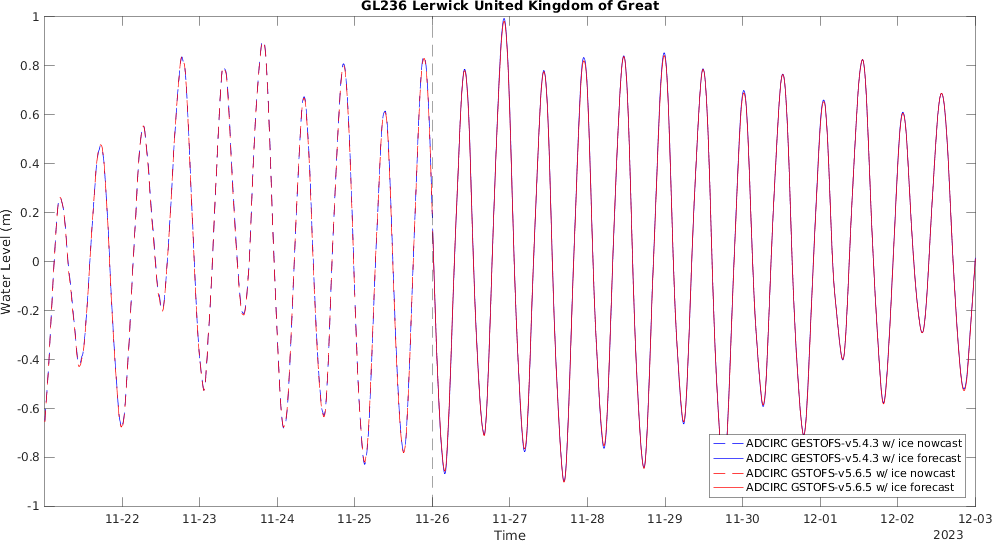 GL236 Lerwick United Kingdom of Great
1
0.8
0.6
0.4
0.2
0
-0.2
-0.4
-0.6
-0.8
-1
Water Level (m)
ADCIRC GESTOFS-v5.4.3 w/ ice nowcast
ADCIRC GESTOFS-v5.4.3 w/ ice forecast
ADCIRC GSTOFS-v5.6.5 w/ ice nowcast
ADCIRC GSTOFS-v5.6.5 w/ ice forecast
11-22 11-23 11-24 11-25 11-26 11-27 11-28 11-29 11-30 12-01 12-02 12-03
Time
2023